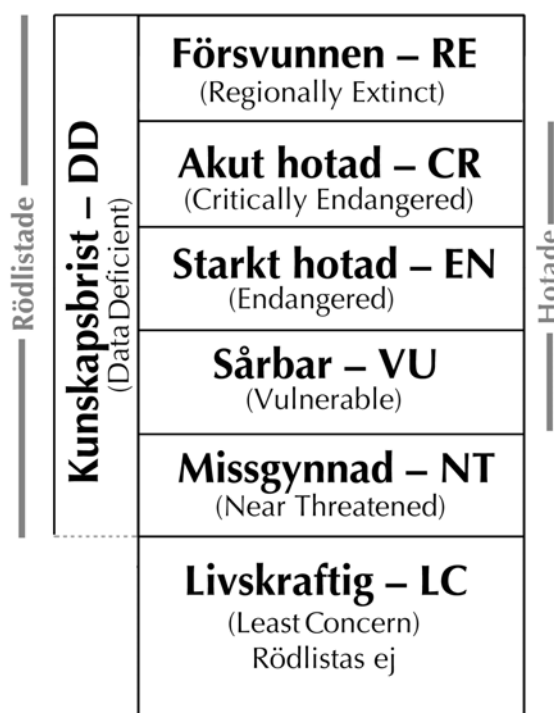 Rödlistade
Kunskapsbrist – DD
(Data Deficient)
Försvunnen – RE
(Regionally Extinct)
Akut hotad – CR
(Critically Endangered)
Starkt hotad – EN
(Endangered)
Sårbar – VU
(Vulnerable)
Missgynnad – NT
(Near Threatened)
Livskraftig – LC
(Least Concern)
Rödlistas ej
Hotade